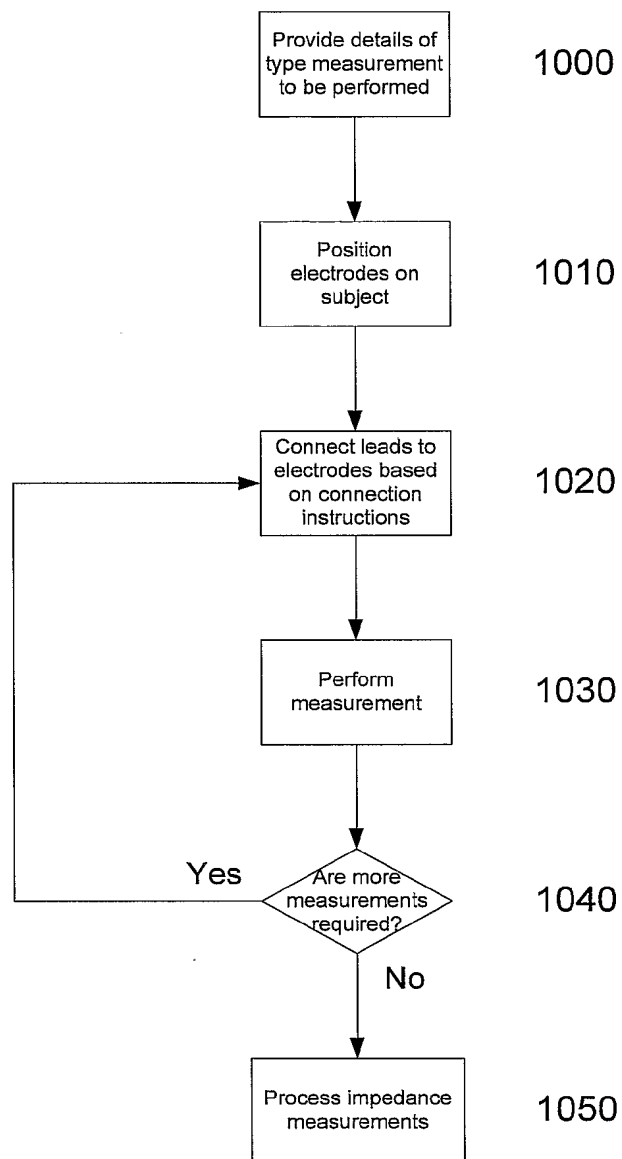 Provide details of
type measurement
to be performed
1000
Position
electrodes on
subject
1010
Connect leads to
electrodes based
on connection
instructions
1020
Perform
measurement
1030
Yes
Are more
measurements
required?
1040
No
Process impedance
measurements
1050